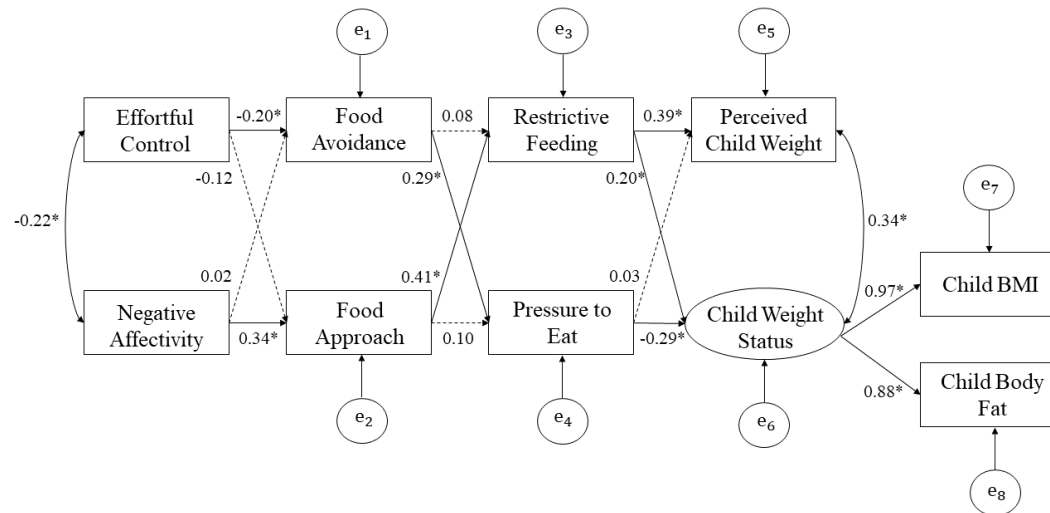 e₁
e₃
e₅
Effortful
Control
-0.20*
Food
Avoidance
0.08
Restrictive
Feeding
0.39*
Perceived
Child Weight
-0.12
0.29*
0.20*
e₇
-0.22*
0.34*
0.02
0.41*
0.03
Child BMI
0.97*
Negative
Affectivity
0.34*
Food
Approach
0.10
Pressure to
Eat
-0.29*
Child Weight
Status
0.88*
Child Body
Fat
e₂
e₄
e₆
e₈